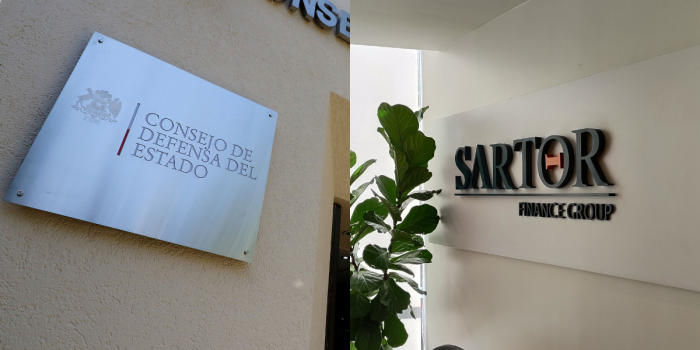 CONSEJO DE
DEFENSA DEL
ESTADO
SARTOR
FINANCE GROUP